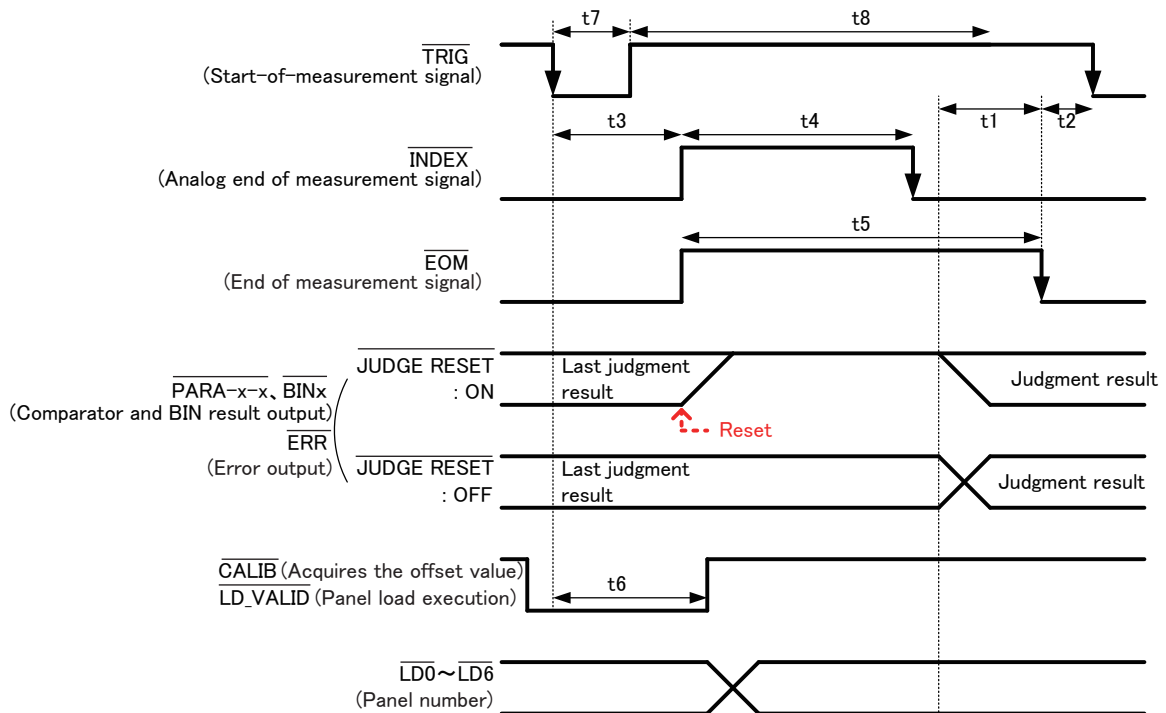 t7
t8
TRIG
(Start-of-measurement signal)
t3
t4
t1
t2
INDEX
(Analog end of measurement signal)
t5
EOM
(End of measurement signal)
PARA-x-x、BINx
(Comparator and BIN result output)
ERR
(Error output)
JUDGE RESET
: ON
Last judgment
result
Judgment result
Reset
JUDGE RESET
: OFF
Last judgment
result
Judgment result
CALIB(Acquires the offset value)
LD_VALID(Panel load execution)
t6
LD0~LD6
(Panel number)